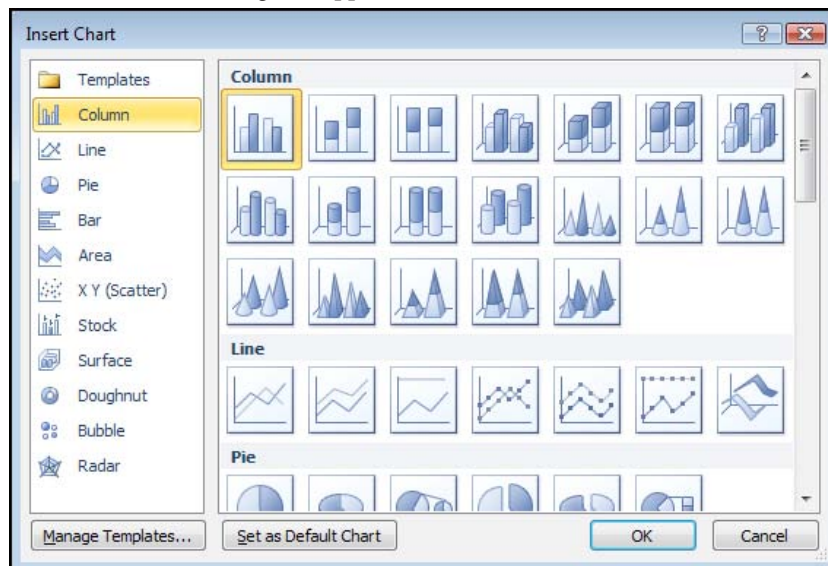 Insert Chart
Templates
Column
Line
Pie
Bar
Area
X Y (Scatter)
Stock
Surface
Doughnut
Bubble
Radar
Column
Line
Pie
Manage Templates...
Set as Default Chart
OK
Cancel